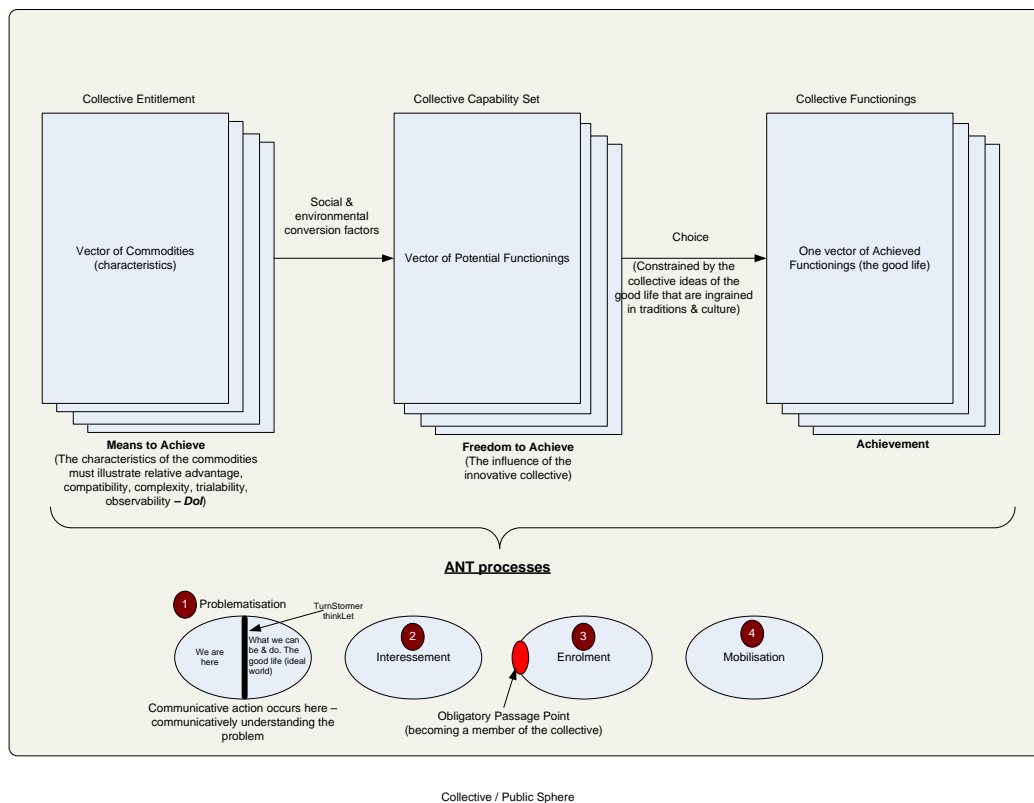 Collective Entitlement
Collective Capability Set
Collective Functionings
Vector of Commodities
(characteristics)
Social &
environmental
conversion factors
Vector of Potential Functionings
Choice
(Constrained by the
collective ideas of the
good life that are ingrained
in traditions & culture)
One vector of Achieved
Functionings (the good life)
Means to Achieve
(The characteristics of the commodities
must illustrate relative advantage,
compatibility, complexity, trialability,
observability – DoI)
Freedom to Achieve
(The influence of the
innovative collective)
Achievement
ANT processes
1 Problematisation
TurnStormer
thinkLet
We are
here
What we can
be & do. The
good life (ideal
world)
Communicative action occurs here –
communicatively understanding the
problem
2
Interessement
3
Enrolment
Obligatory Passage Point
(becoming a member of the collective)
4
Mobilisation
Collective / Public Sphere